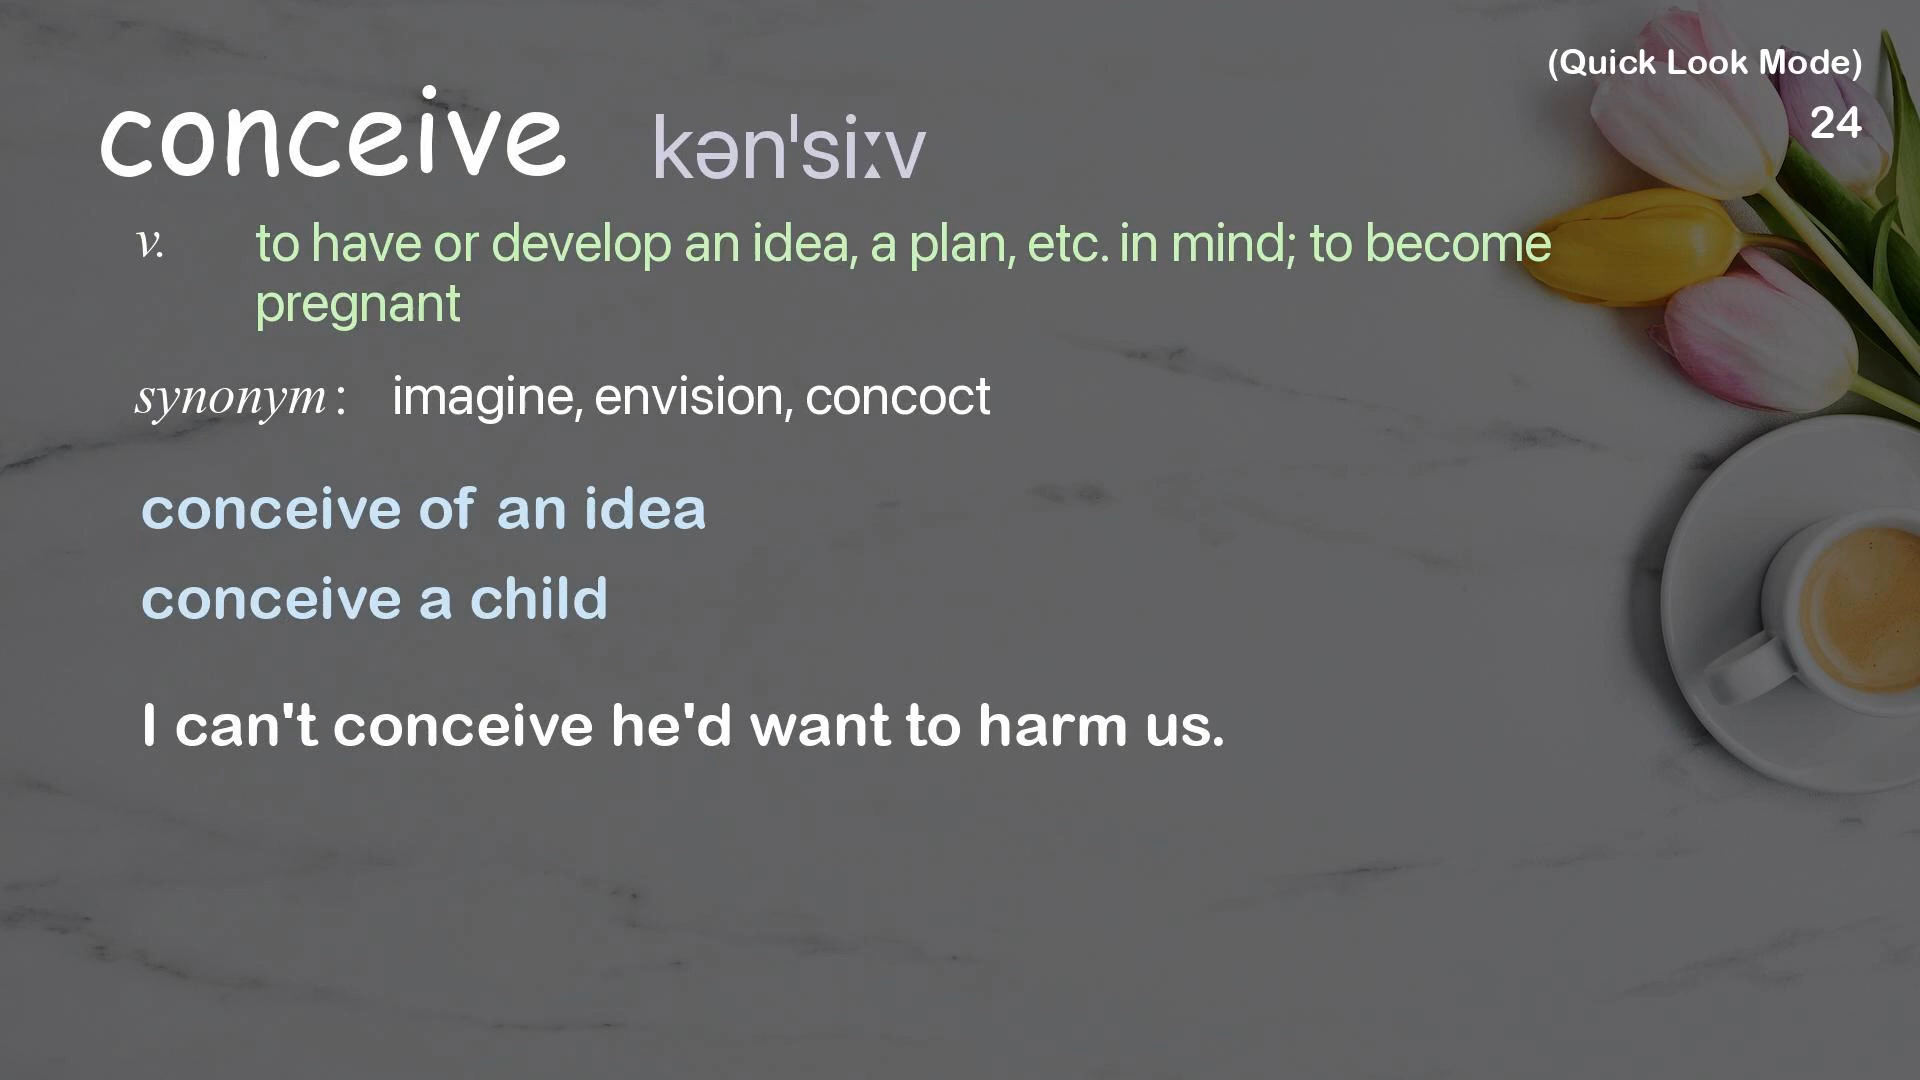 (Quick Look Mode)
24
conceive kən'siːv
v. to have or develop an idea, a plan, etc. in mind; to become
pregnant
synonym : imagine, envision, concoct
conceive of an idea
conceive a child
I can't conceive he'd want to harm us.